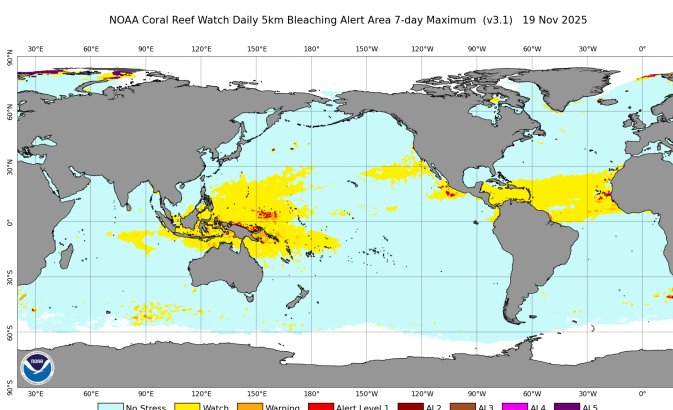 NOAA Coral Reef Watch Daily 5km Bleaching Alert Area 7-day Maximum (v3.1) 19 Nov 2025
30°E 60°E 90°E 120°E 150°E 180° 150°W 120°W 90°W 60°W 30°W 0°
90°N
60°N
30°N
0°
30°S
60°S
90°S
NOAA
No Stress Watch Warning Alert Level 1 AL2 AL3 AL4 AL5